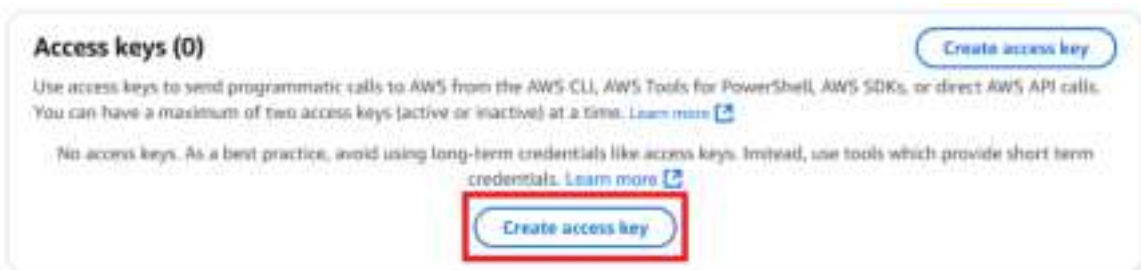 Access keys (0)
Create access key
Use access keys to send programmatic calls to AWS from the AWS CLI, AWS Tools for PowerShell, AWS SDKs, or direct AWS API calls.
You can have a maximum of two access keys (active or inactive) at a time. Learn more
No access keys. As a best practice, avoid using long-term credentials like access keys. Instead, use tools which provide short term
credentials. Learn more
Create access key